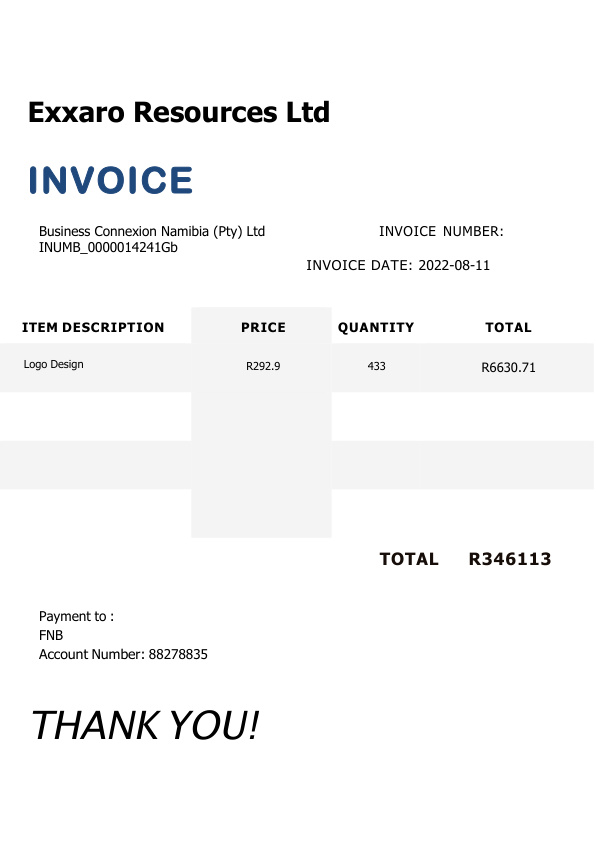 Exxaro Resources Ltd
INVOICE
Business Connexion Namibia (Pty) Ltd
INVOICE NUMBER:
INUMB_0000014241Gb
INVOICE DATE: 2022-08-11
ITEM DESCRIPTION PRICE QUANTITY TOTAL
Logo Design R292.9 433 R6630.71
TOTAL R346113
Payment to :
FNB
Account Number: 88278835
THANK YOU!